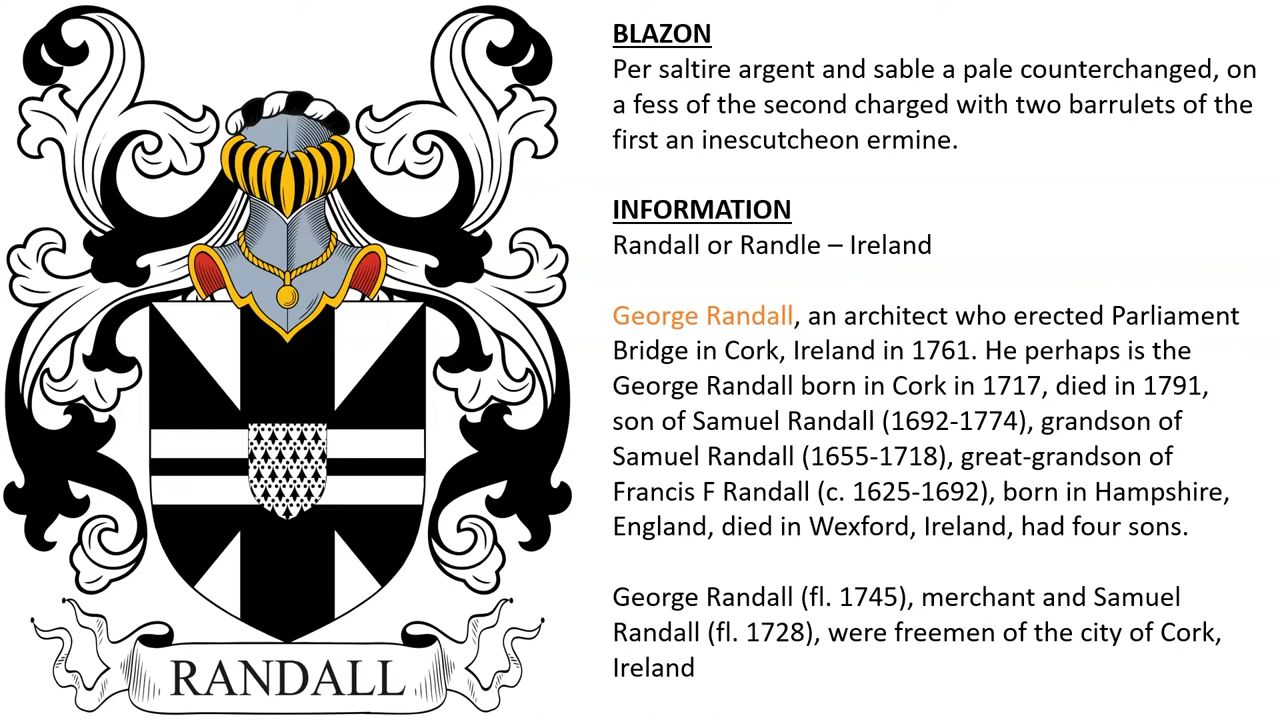 BLAZON
Per saltire argent and sable a pale counterchanged, on
a fess of the second charged with two barrulets of the
first an inescutcheon ermine.
INFORMATION
Randall or Randle – Ireland
George Randall, an architect who erected Parliament
Bridge in Cork, Ireland in 1761. He perhaps is the
George Randall born in Cork in 1717, died in 1791,
son of Samuel Randall (1692-1774), grandson of
Samuel Randall (1655-1718), great-grandson of
Francis F Randall (c. 1625-1692), born in Hampshire,
England, died in Wexford, Ireland, had four sons.
George Randall (fl. 1745), merchant and Samuel
Randall (fl. 1728), were freemen of the city of Cork,
Ireland
RANDALL